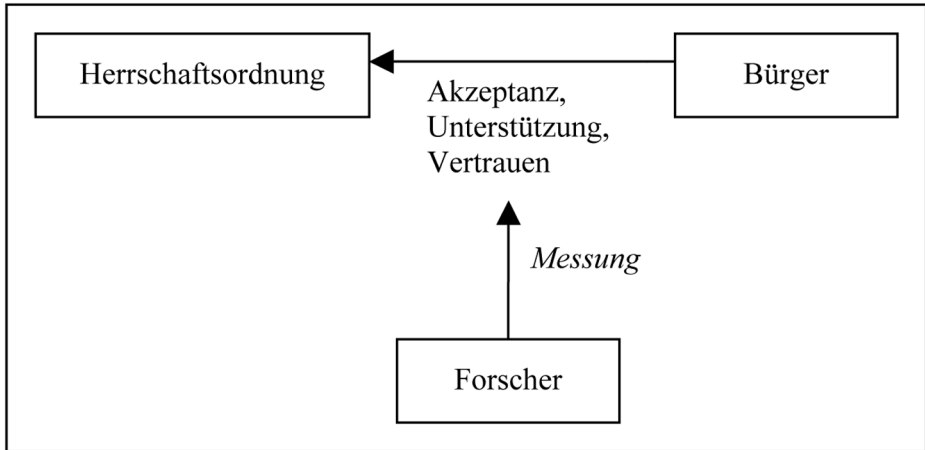 Herrschaftsordnung
Bürger
Akzeptanz,
Unterstützung,
Vertrauen
Messung
Forscher